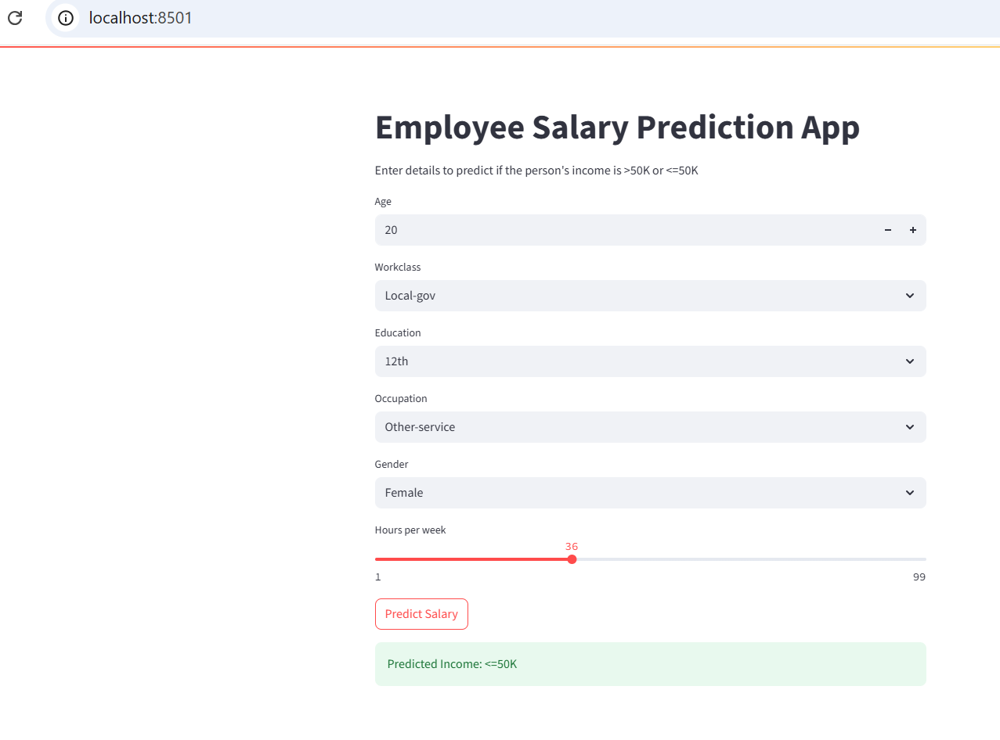 localhost:8501
Employee Salary Prediction App
Enter details to predict if the person's income is >50K or <=50K
Age
20
Workclass
Local-gov
Education
12th
Occupation
Other-service
Gender
Female
Hours per week
36
1 99
Predict Salary
Predicted Income: <=50K